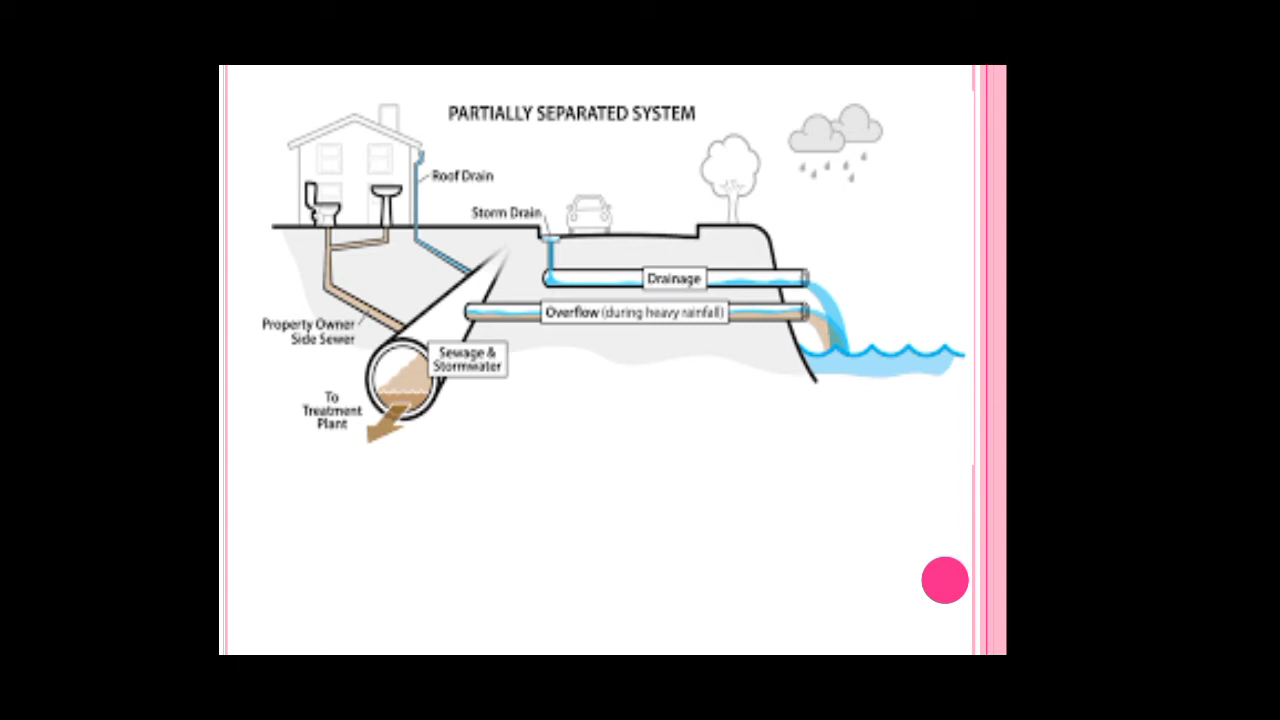 PARTIALLY SEPARATED SYSTEM
Roof Drain
Storm Drain
Drainage
Overflow (during heavy rainfall)
Property Owner
Side Sewer
Sewage &
Stormwater
To
Treatment
Plant